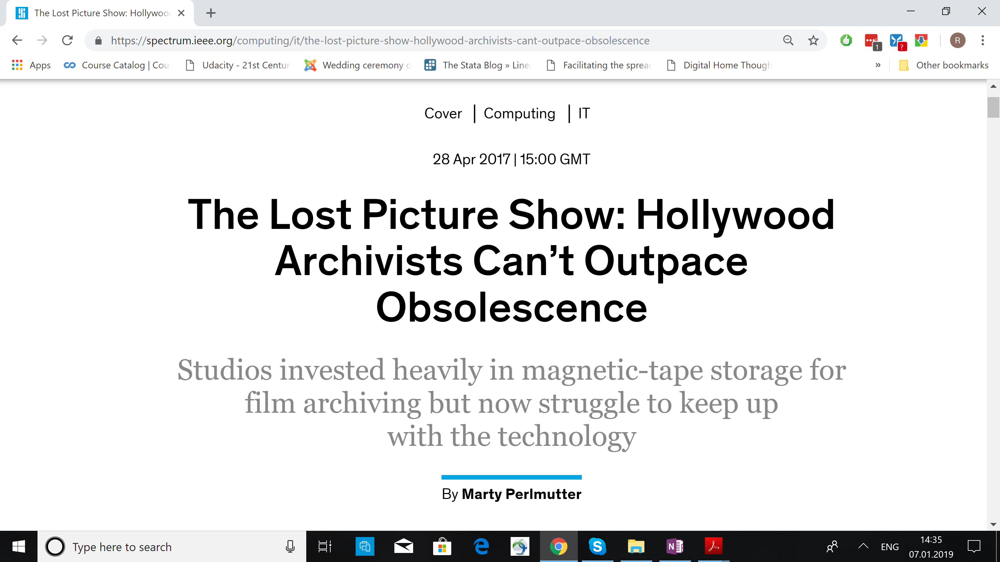 The Lost Picture Show: Hollywood
https://spectrum.ieee.org/computing/it/the-lost-picture-show-hollywood-archivists-cant-outpace-obsolescence
1
?
R
Apps Course Catalog | Cou Udacity - 21st Centur Wedding ceremony o The Stata Blog » Linea Facilitating the spread Digital Home Though » Other bookmarks
Cover | Computing | IT
28 Apr 2017 | 15:00 GMT
The Lost Picture Show: Hollywood
Archivists Can’t Outpace
Obsolescence
Studios invested heavily in magnetic-tape storage for
film archiving but now struggle to keep up
with the technology
By Marty Perlmutter
Type here to search
S
N
ENG
14:35
07.01.2019